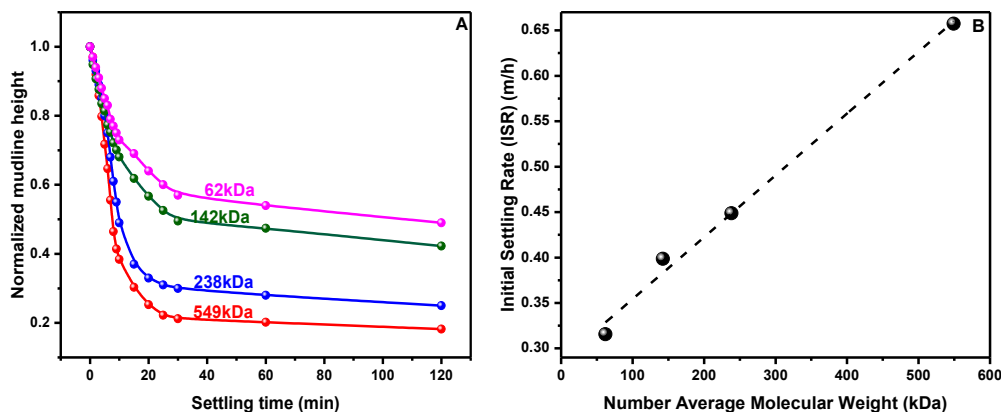 A
Normalized mudline height
1.0
0.8
0.6
0.4
0.2
62kDa
142kDa
238kDa
549kDa
0 20 40 60 80 100 120
Settling time (min)
B
Initial Settling Rate (ISR) (m/h)
0.65
0.60
0.55
0.50
0.45
0.40
0.35
0.30
0 100 200 300 400 500 600
Number Average Molecular Weight (kDa)